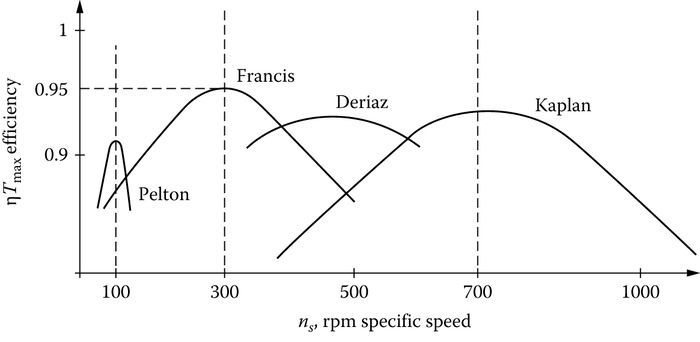 1
0.95
0.9
ηTmax efficiency
Francis
Deriaz
Kaplan
Pelton
100
300
500
700
1000
ns, rpm specific speed